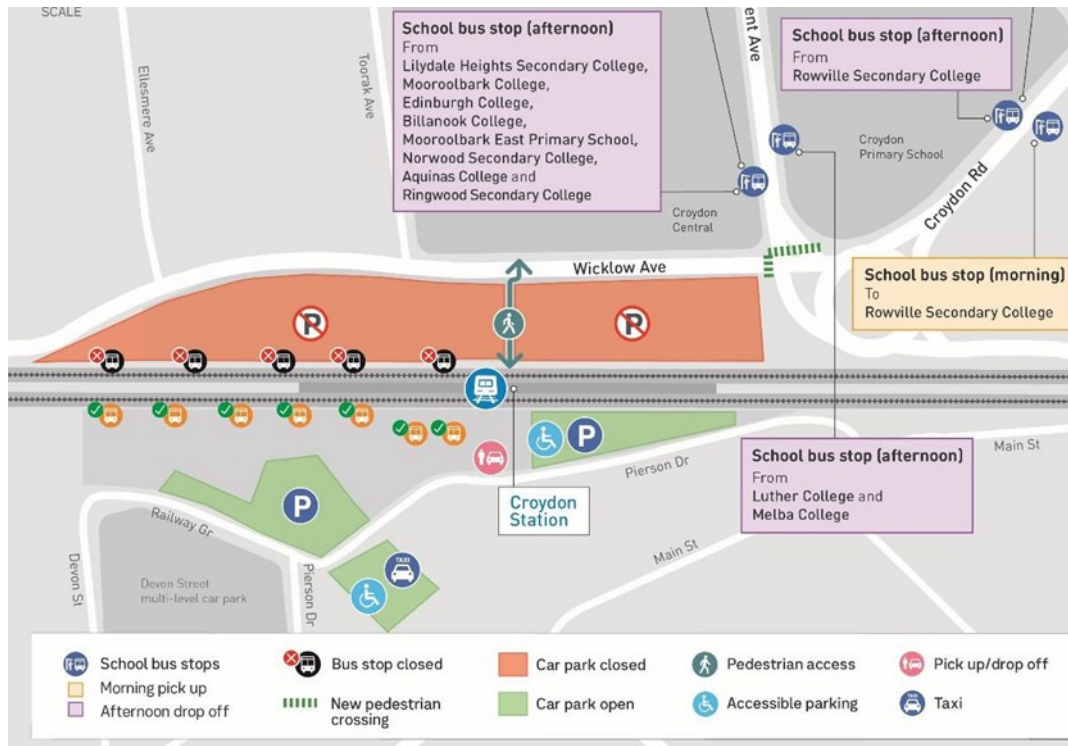 SCALE
Ellesmere Ave
Toorak Ave
School bus stop (afternoon)
From
Lilydale Heights Secondary College,
Mooroolbark College,
Edinburgh College,
Billanook College,
Mooroolbark East Primary School,
Norwood Secondary College,
Aquinas College and
Ringwood Secondary College
ent Ave
School bus stop (afternoon)
From
Rowville Secondary College
Croydon
Primary School
Croydon Rd
Croydon
Central
Wicklow Ave
School bus stop (morning)
To
Rowville Secondary College
P
P
P
Pierson Dr
Main St
School bus stop (afternoon)
From
Luther College and
Melba College
Croydon
Station
P
Railway Gr
Main St
TAXI
Devon St
Devon Street
multi-level car park
Pierson Dr
School bus stops
Morning pick up
Afternoon drop off
Bus stop closed
New pedestrian
crossing
Car park closed
Car park open
Pedestrian access
Accessible parking
Pick up/drop off
TAXI
Taxi